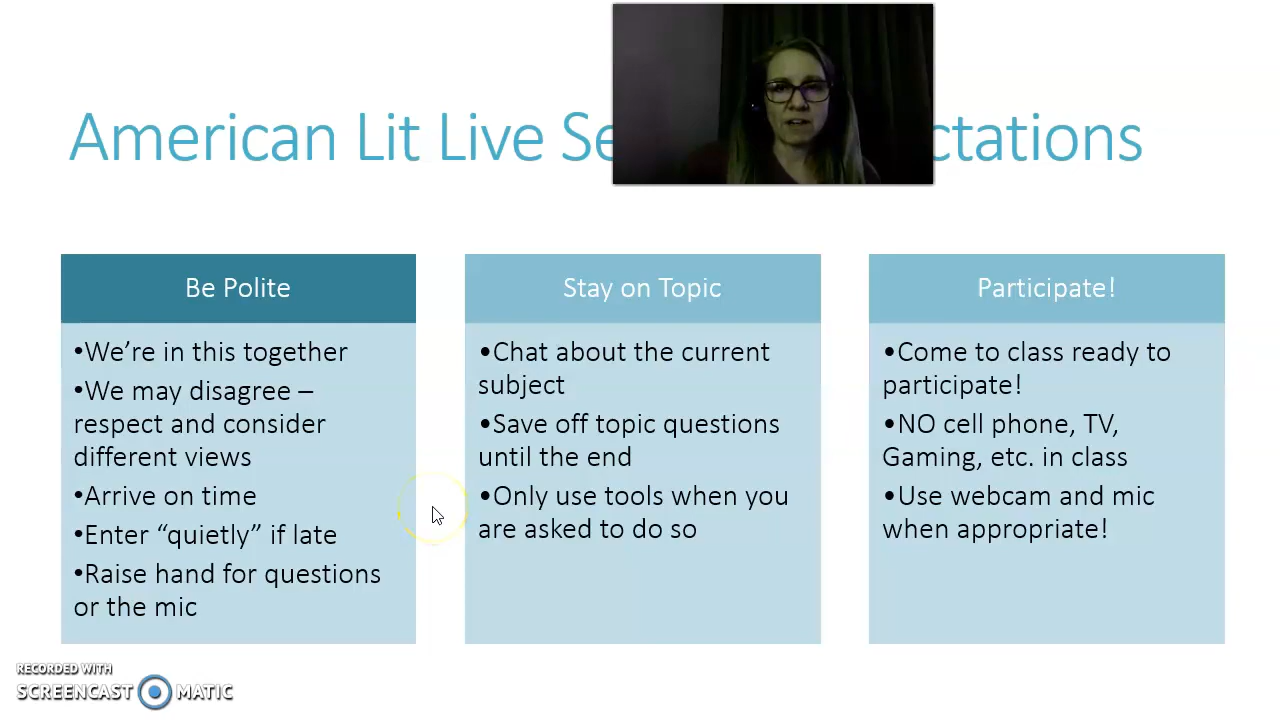 American Lit Live Se ctations
Be Polite
•We’re in this together
•We may disagree –
respect and consider
different views
•Arrive on time
•Enter “quietly” if late
•Raise hand for questions
or the mic
Stay on Topic
•Chat about the current
subject
•Save off topic questions
until the end
•Only use tools when you
are asked to do so
Participate!
•Come to class ready to
participate!
•NO cell phone, TV,
Gaming, etc. in class
•Use webcam and mic
when appropriate!
RECORDED WITH
SCREENCAST MATIC